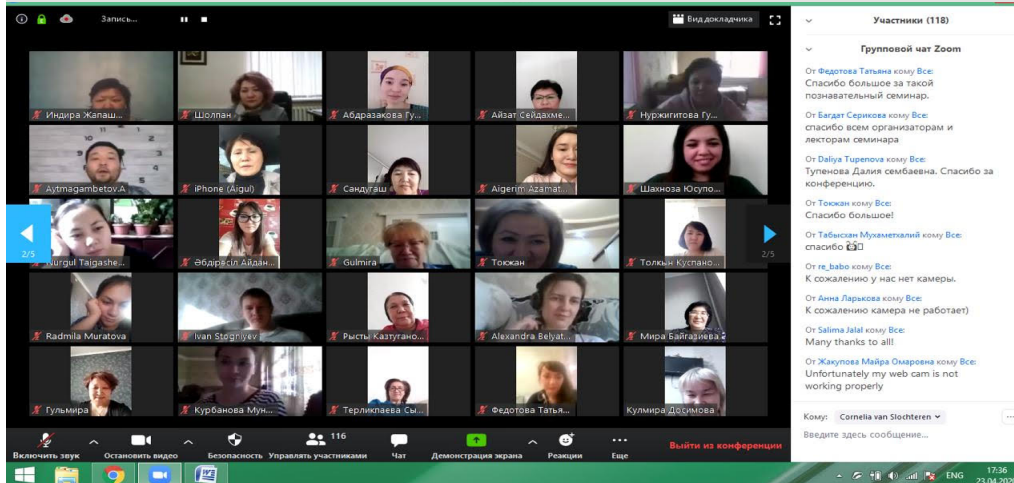 Запись...
Вид докладчика
Индира Жапаш...
Шолпан
Абдразакова Гу...
Айзат Сейдахме...
Нуржигитова Гу...
Aytmagambetov.A
iPhone (Aigul)
Сандугаш
Aigerim Azamat...
Шахноза Юсупо...
2/5
2/5
Nurgul Tajgashe...
Әбдіресіл Айдан...
Gulmira
Токжан
Толкын Куспано...
Radmila Muratova
Ivan Stogniyev
Рысты Казтугано...
Alexandra Belyat...
Мира Байгазиева
Гульмира
Курбанова Мун...
Терликпаева Сы...
Федотова Татья...
Кулмира Досимова
Включить звук
Остановить видео
Безопасность
116
Управлять участниками
Чат
Демонстрация экрана
Реакции
Еще
Выйти из конференции
Участники (118)
Групповой чат Zoom
От Федотова Татьяна кому Все:
Спасибо большое за такой
познавательный семинар.
От Багдат Серикова кому Все:
спасибо всем организаторам и
лекторам семинара
От Daliya Tupenova кому Все:
Тупенова Далия сембаевна. Спасибо за
конференцию.
От Токжан кому Все:
Спасибо большое!
От Табысхан Мухаметхалий кому Все:
спасибо
От re_babo кому Все:
К сожалению у нас нет камеры.
От Анна Ларькова кому Все:
К сожалению камера не работает)
От Salima Jalal кому Все:
Many thanks to all!
От Жакупова Майра Омаровна кому Все:
Unfortunately my web cam is not
working properly
Кому: Cornelia van Slochteren
Введите здесь сообщение...
ENG
17:36